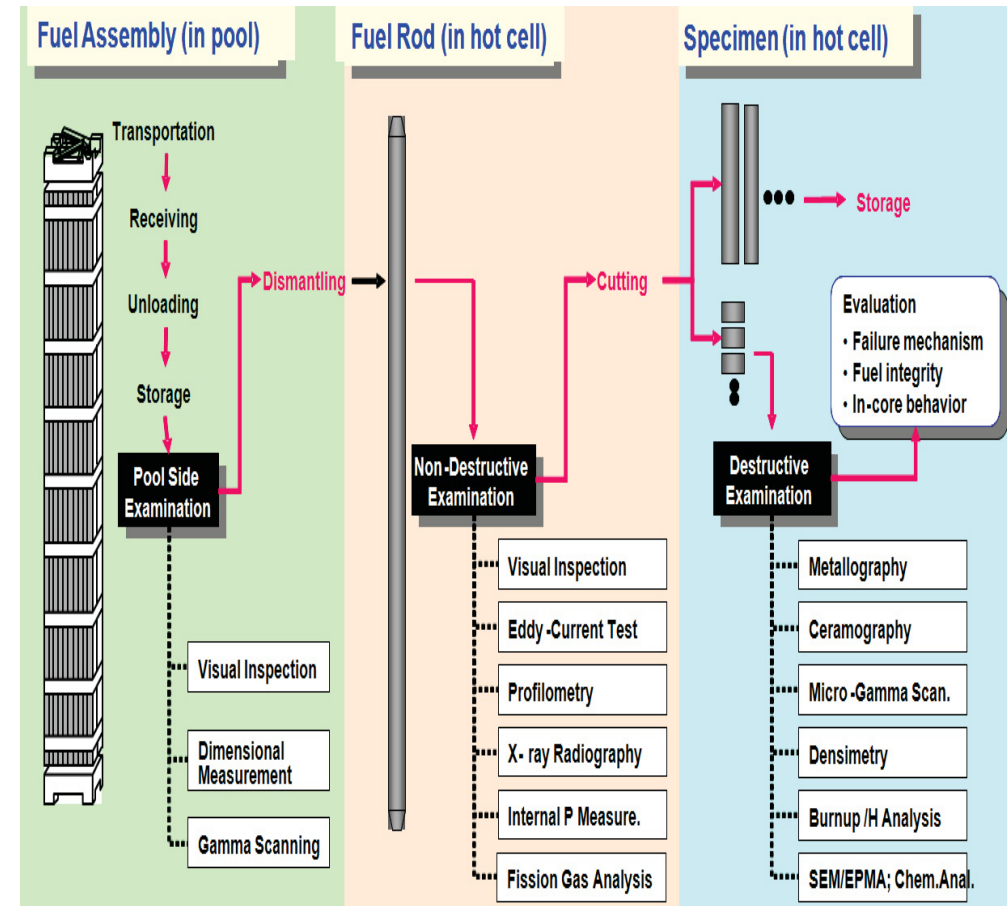 Fuel Assembly (in pool)
Transportation
Receiving
Unloading
Storage
Pool Side
Examination
Visual Inspection
Dimensional
Measurement
Gamma Scanning
Dismantling
Fuel Rod (in hot cell)
Non-Destructive
Examination
Visual Inspection
Eddy-Current Test
Profilometry
X-ray Radiography
Internal P Measure.
Fission Gas Analysis
Cutting
Specimen (in hot cell)
Storage
Evaluation
• Failure mechanism
• Fuel integrity
• In-core behavior
Destructive
Examination
Metallography
Ceramography
Micro-Gamma Scan.
Densimetry
Burnup /H Analysis
SEM/EPMA; Chem.Anal.